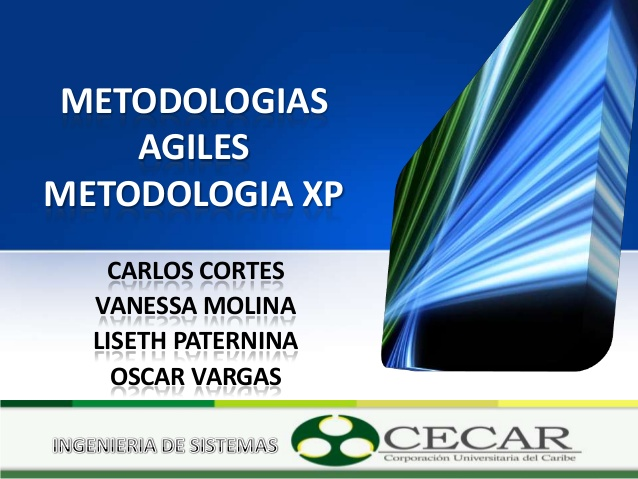 METODOLOGIAS
AGILES
METODOLOGIA XP
CARLOS CORTES
VANESSA MOLINA
LISETH PATERNINA
OSCAR VARGAS
INGENIERIA DE SISTEMAS
CECAR
Corporación Universitaria del Caribe